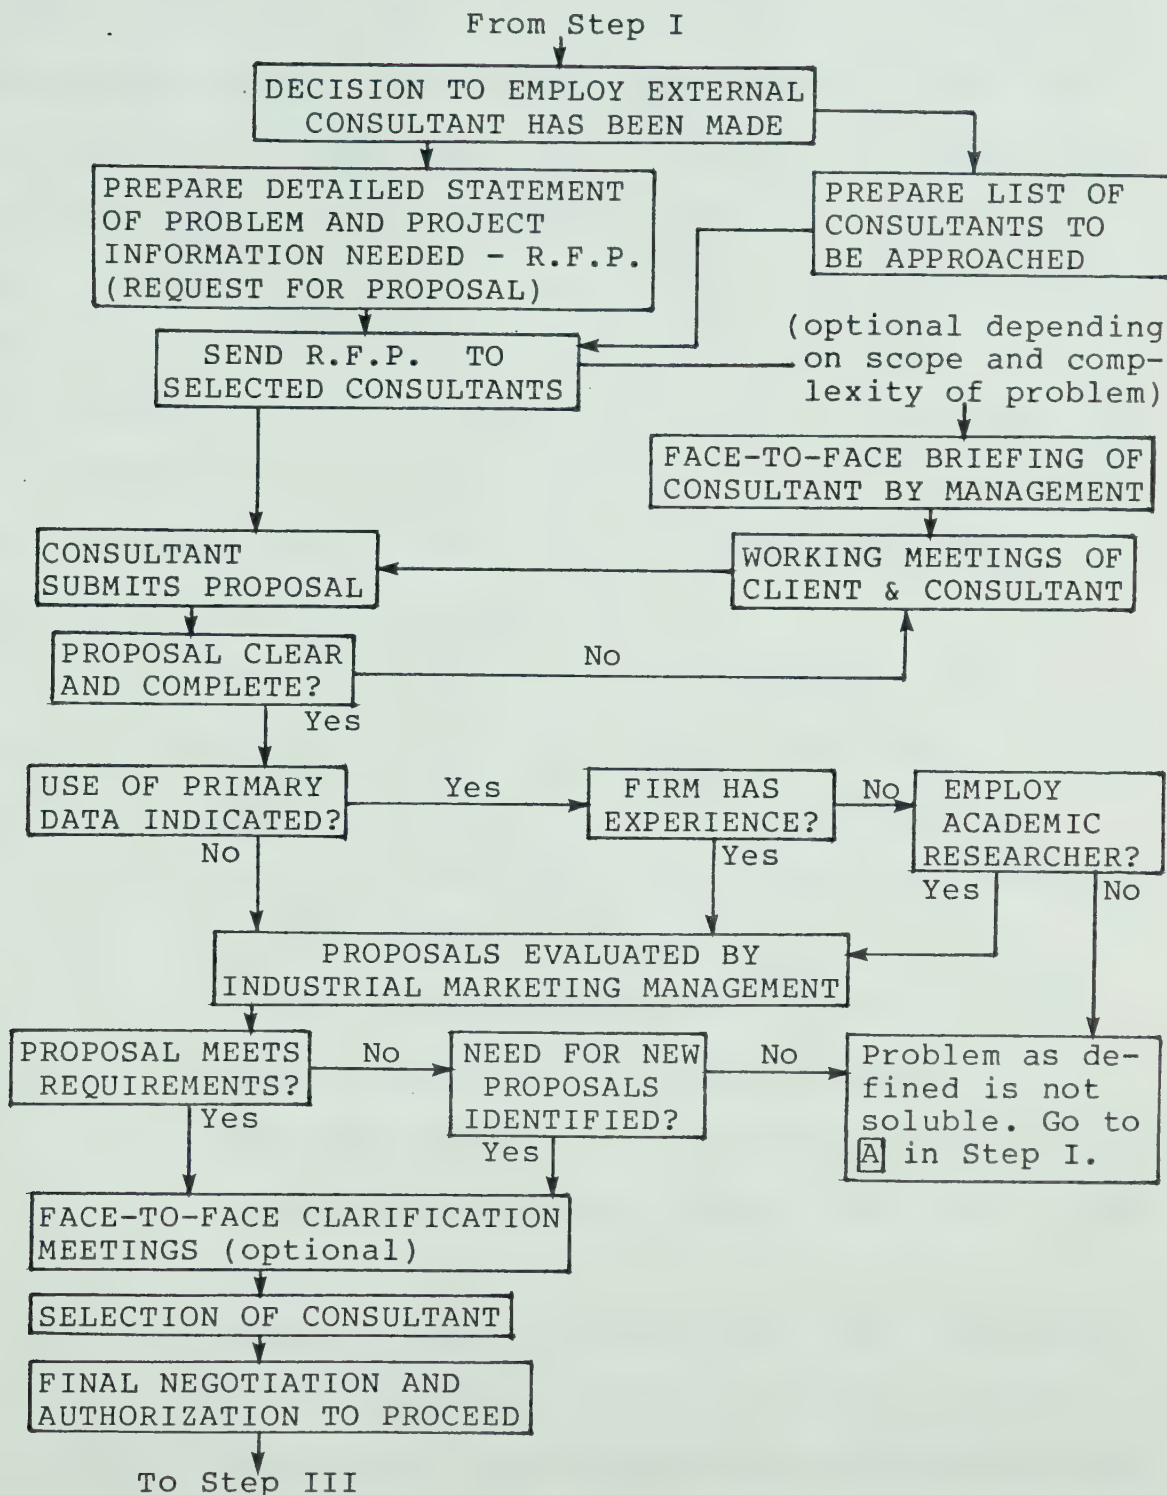 From Step I
DECISION TO EMPLOY EXTERNAL
CONSULTANT HAS BEEN MADE
PREPARE DETAILED STATEMENT
OF PROBLEM AND PROJECT
INFORMATION NEEDED - R.F.P.
(REQUEST FOR PROPOSAL)
PREPARE LIST OF
CONSULTANTS TO
BE APPROACHED
SEND R.F.P. TO
SELECTED CONSULTANTS
(optional depending
on scope and comp-
lexity of problem)
FACE-TO-FACE BRIEFING OF
CONSULTANT BY MANAGEMENT
CONSULTANT
SUBMITS PROPOSAL
WORKING MEETINGS OF
CLIENT & CONSULTANT
PROPOSAL CLEAR
AND COMPLETE?
No
Yes
USE OF PRIMARY
DATA INDICATED?
Yes
No
FIRM HAS
EXPERIENCE?
No
Yes
EMPLOY
ACADEMIC
RESEARCHER?
Yes
No
PROPOSALS EVALUATED BY
INDUSTRIAL MARKETING MANAGEMENT
PROPOSAL MEETS
REQUIREMENTS?
No
Yes
NEED FOR NEW
PROPOSALS
IDENTIFIED?
No
Yes
Problem as de-
fined is not
soluble. Go to
A in Step I.
FACE-TO-FACE CLARIFICATION
MEETINGS (optional)
SELECTION OF CONSULTANT
FINAL NEGOTIATION AND
AUTHORIZATION TO PROCEED
To Step III